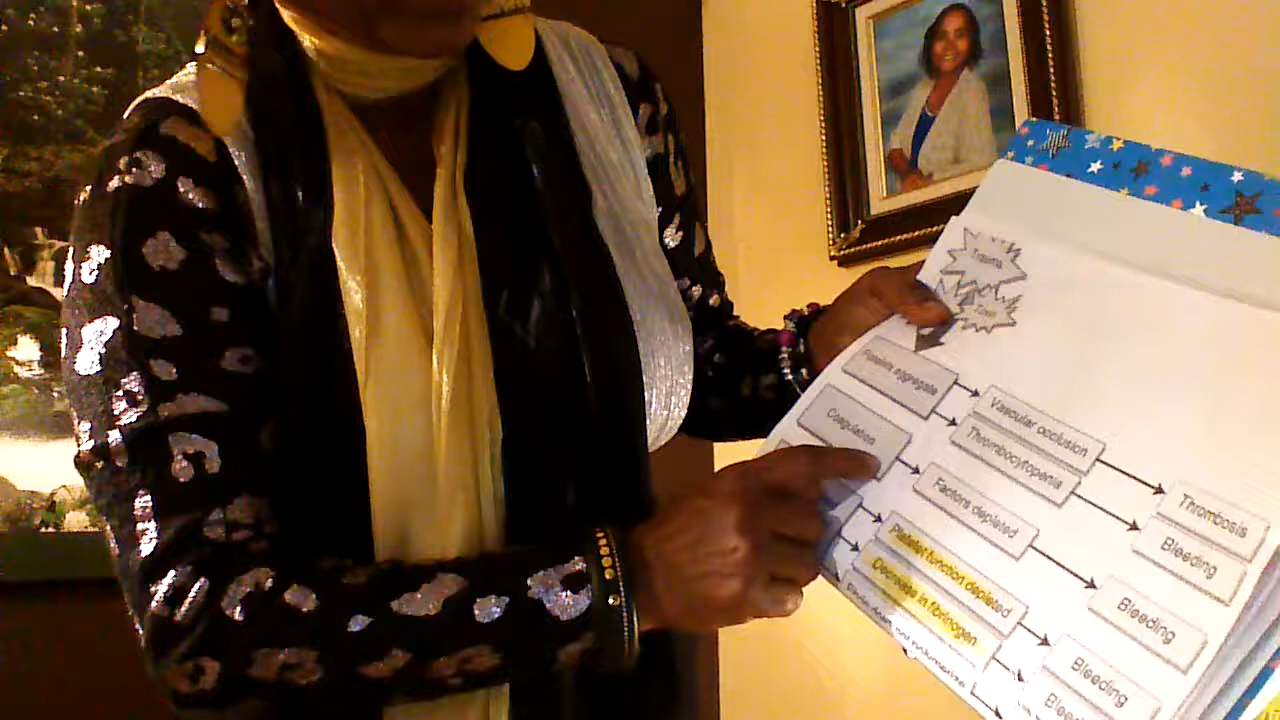 Trauma
Platelets aggregate
Vascular occlusion
Thrombosis
Thrombocytopenia
Bleeding
Coagulation
Factors depleted
Bleeding
Platelet function depleted
Bleeding
Decrease in fibrinogen